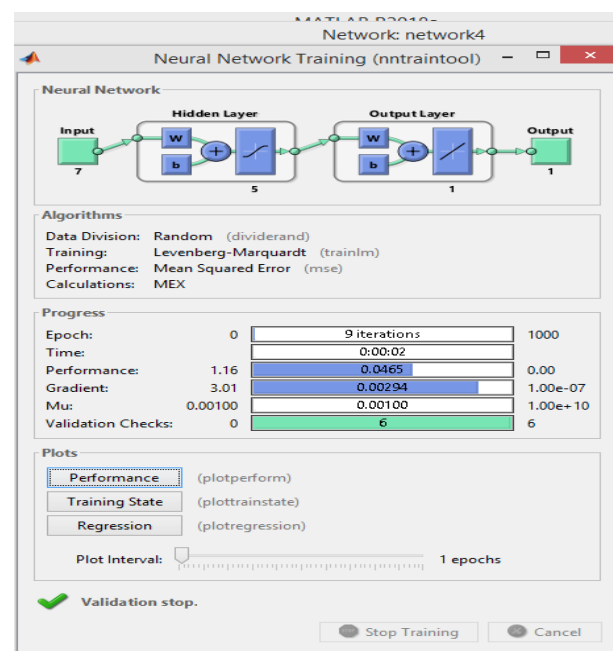 MATLAB R2019a
Network: network4
Neural Network Training (nntraintool)
Neural Network
Hidden Layer
Output Layer
Input
Output
W
b
W
b
7
5
1
1
Algorithms
Data Division: Random (dividerand)
Training: Levenberg-Marquardt (trainlm)
Performance: Mean Squared Error (mse)
Calculations: MEX
Progress
Epoch: 0 9 iterations 1000
Time: 0:00:02
Performance: 1.16 0.0465 0.00
Gradient: 3.01 0.00294 1.00e-07
Mu: 0.00100 0.00100 1.00e+10
Validation Checks: 0 6 6
Plots
Performance (plotperform)
Training State (plottrainstate)
Regression (plotregression)
Plot Interval: 1 epochs
Validation stop.
Stop Training Cancel